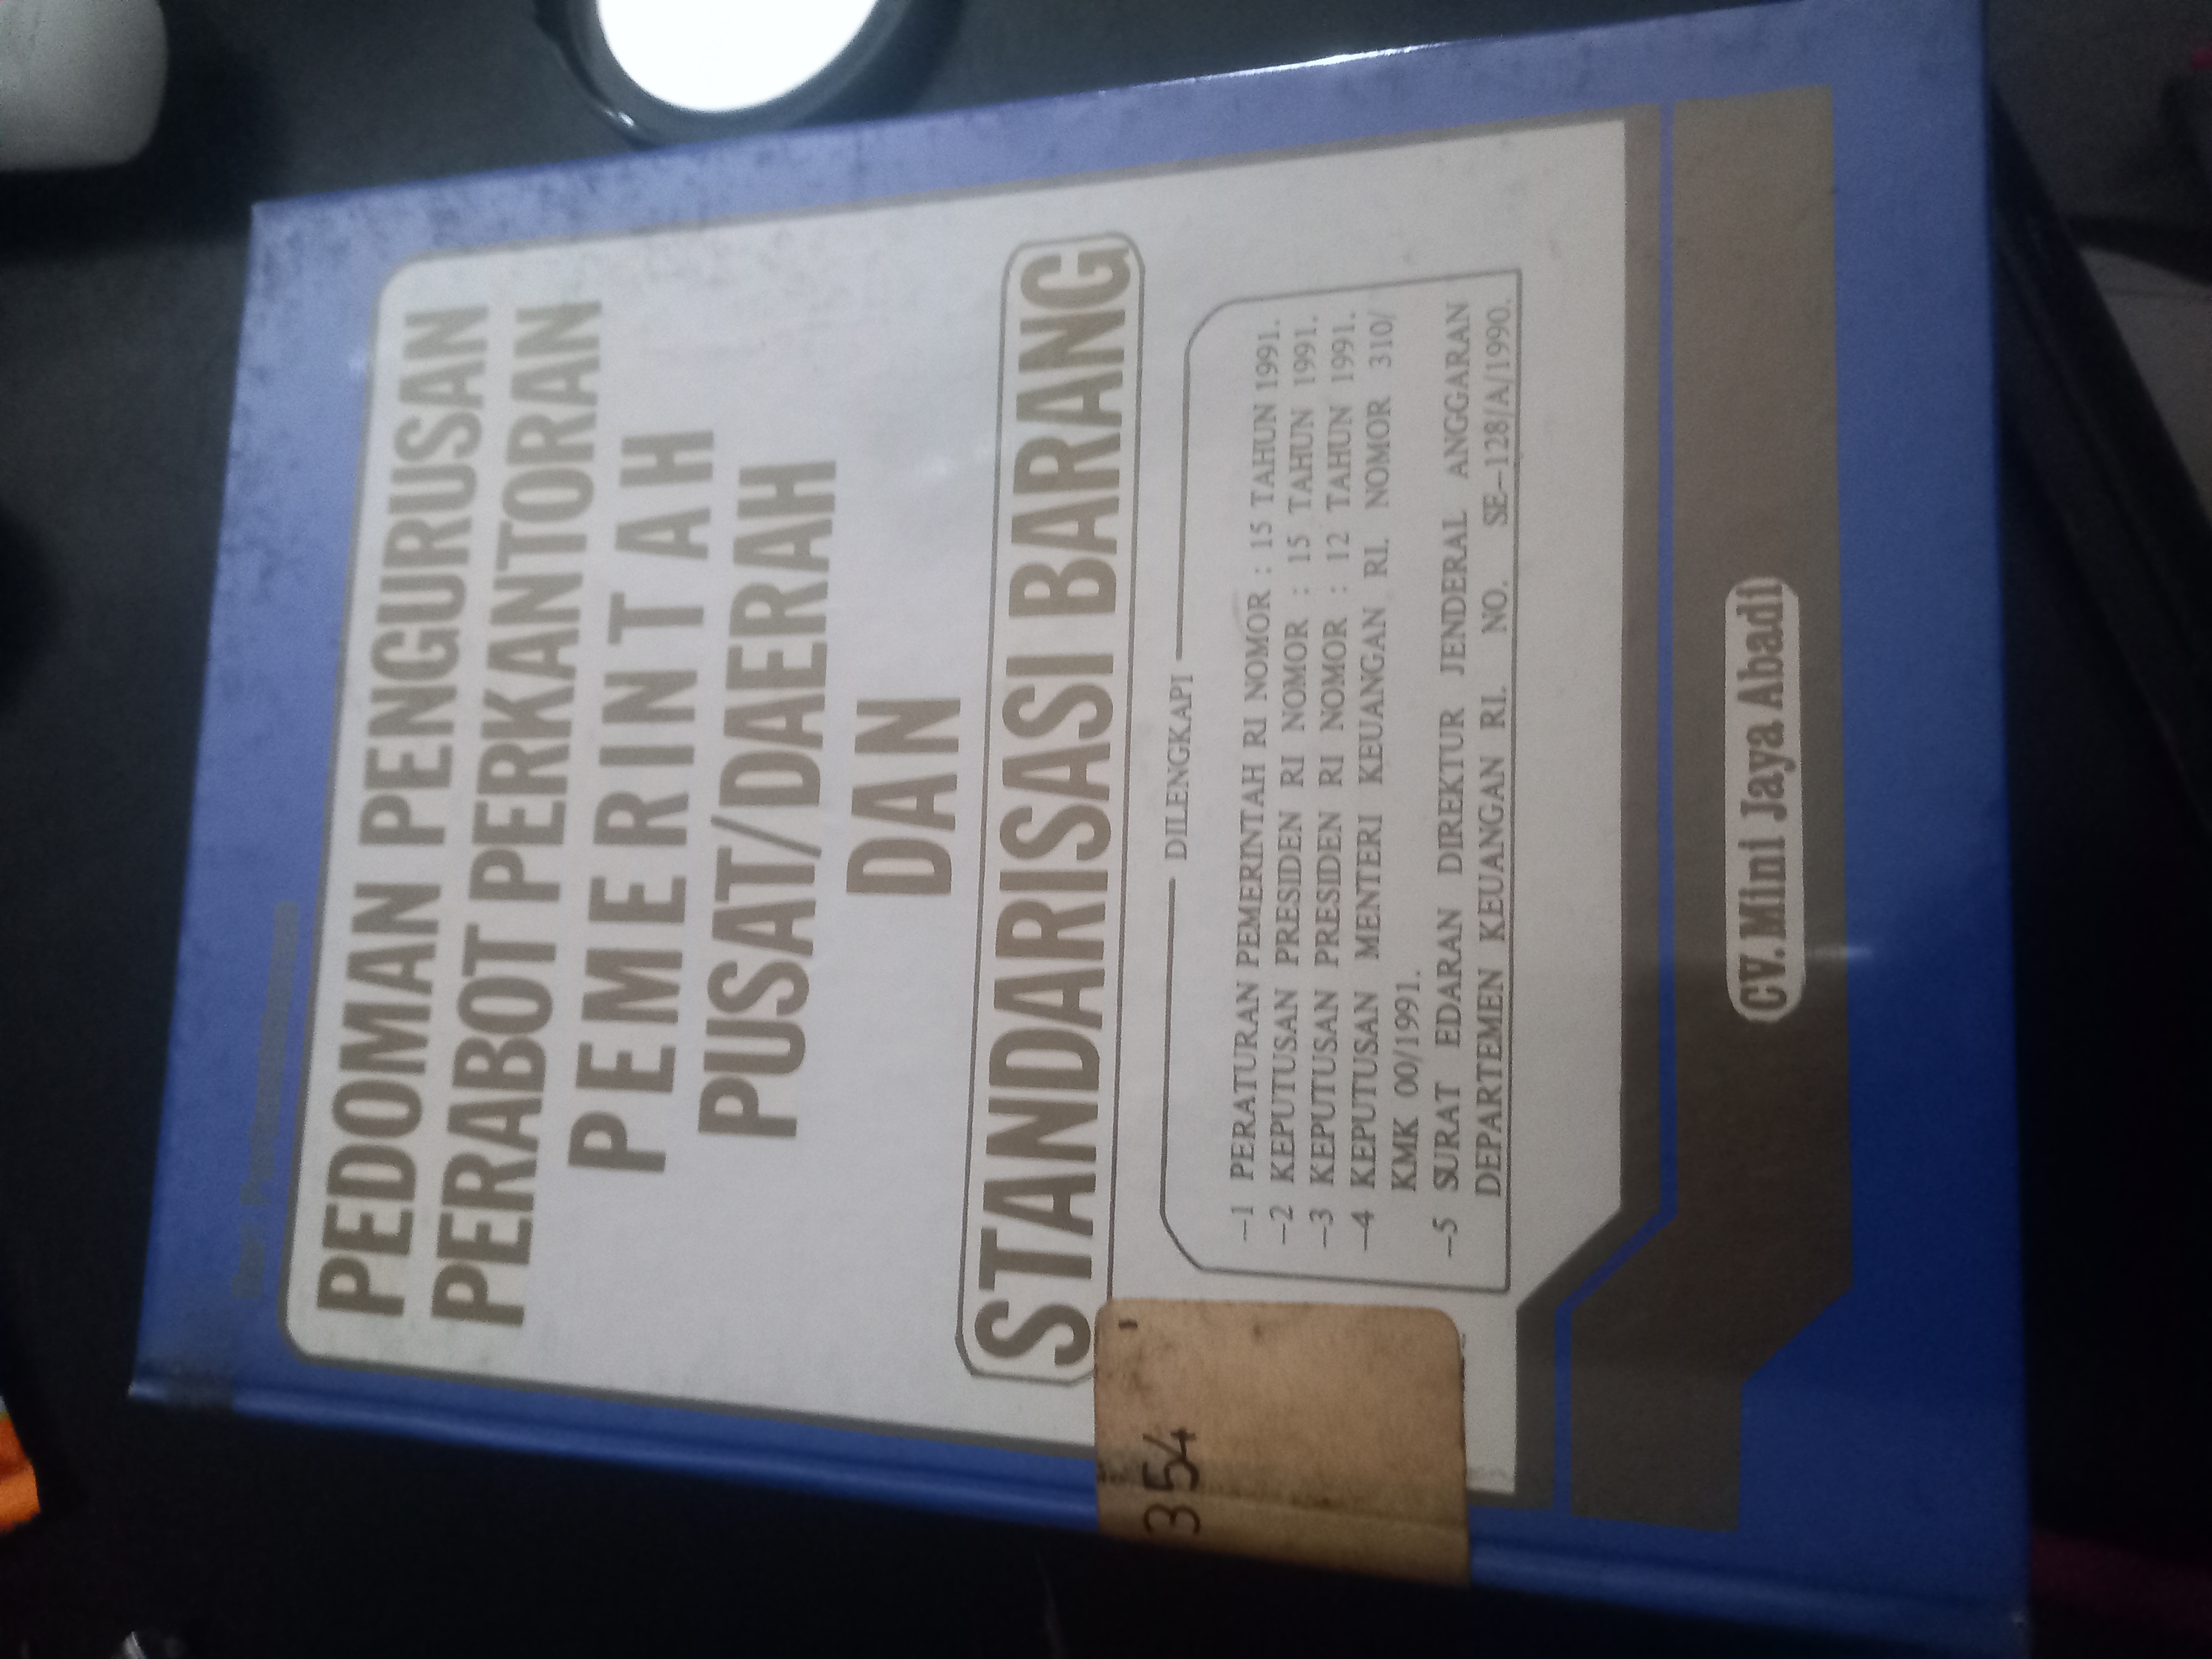 PEDOMAN PENGURUSAN
PERABOT PERKANTORAN
PEMERINTAH
PUSAT/DAERAH
DAN
STANDARISASI BARANG
DILENGKAPI
–1 PERATURAN PEMERINTAH RI NOMOR : 15 TAHUN 1991.
–2 KEPUTUSAN PRESIDEN RI NOMOR : 15 TAHUN 1991.
–3 KEPUTUSAN PRESIDEN RI NOMOR : 12 TAHUN 1991.
–4 KEPUTUSAN MENTERI KEUANGAN RI. NOMOR 310/
KMK 00/1991.
–5 SURAT EDARAN DIREKTUR JENDERAL ANGGARAN
DEPARTEMEN KEUANGAN RI. NO. SE–128/A/1990.
354
CV.Mini Jaya Abadi